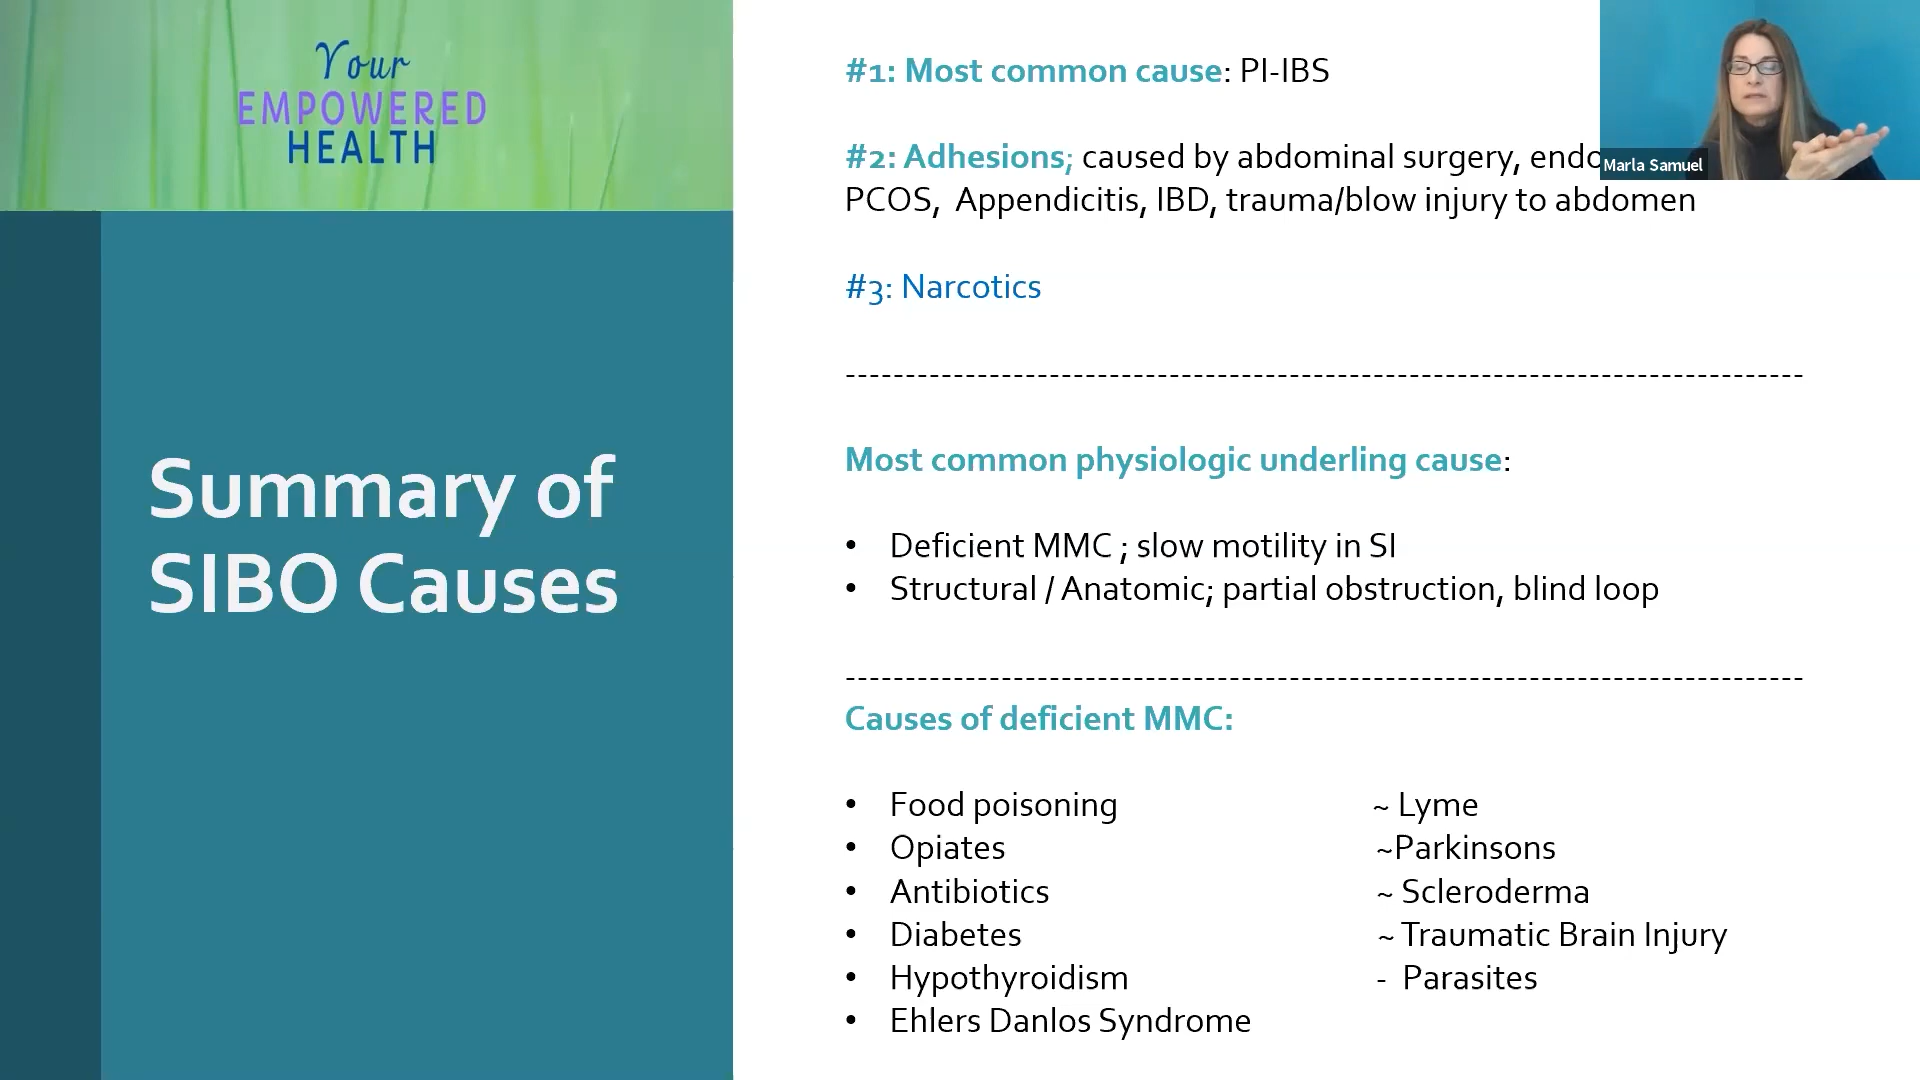 Your
EMPOWERED
HEALTH
Summary of
SIBO Causes
#1: Most common cause: PI-IBS
#2: Adhesions; caused by abdominal surgery,
PCOS, Appendicitis, IBD, trauma/blow injury to abdomen
#3: Narcotics
--------------------------------------------------------------------------------
Most common physiologic underling cause:
• Deficient MMC ; slow motility in SI
• Structural / Anatomic; partial obstruction, blind loop
--------------------------------------------------------------------------------
Causes of deficient MMC:
• Food poisoning ~ Lyme
• Opiates ~Parkinsons
• Antibiotics ~ Scleroderma
• Diabetes ~ Traumatic Brain Injury
• Hypothyroidism - Parasites
• Ehlers Danlos Syndrome
Marla Samuel